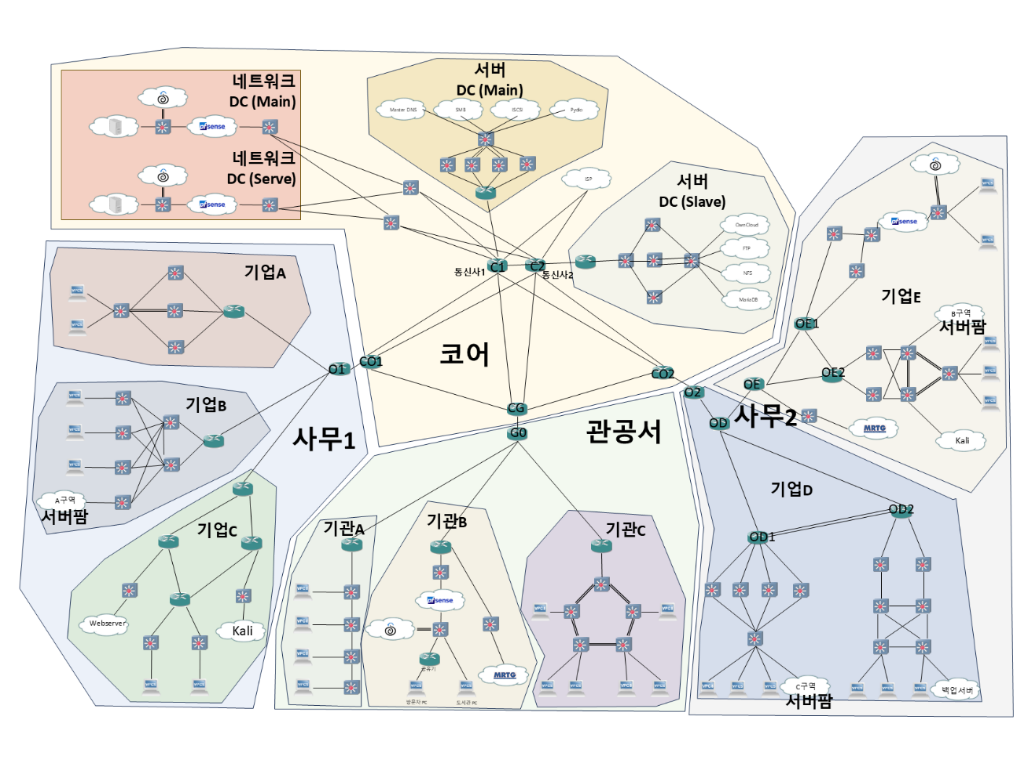 네트워크
DC (Main)
pfsense
네트워크
DC (Serve)
pfsense
서버
DC (Main)
Master DNS
SMB
ISCSI
ISP
서버
DC (Slave)
OwnCloud
FTP
NFS
MariaDB
통신사1
C1
C2
통신사2
코어
CO1
CO2
CG
사무1
O1
기업A
기업B
A구역
서버팜
기업C
Webserver
Kali
관공서
G0
기관A
기관B
pfsense
MRTG
도서관 PC
기관C
사무2
O2
OD
OE
기업E
pfsense
OE1
OE2
B구역
서버팜
Kali
MRTG
기업D
OD1
OD2
C구역
서버팜
백업 서버